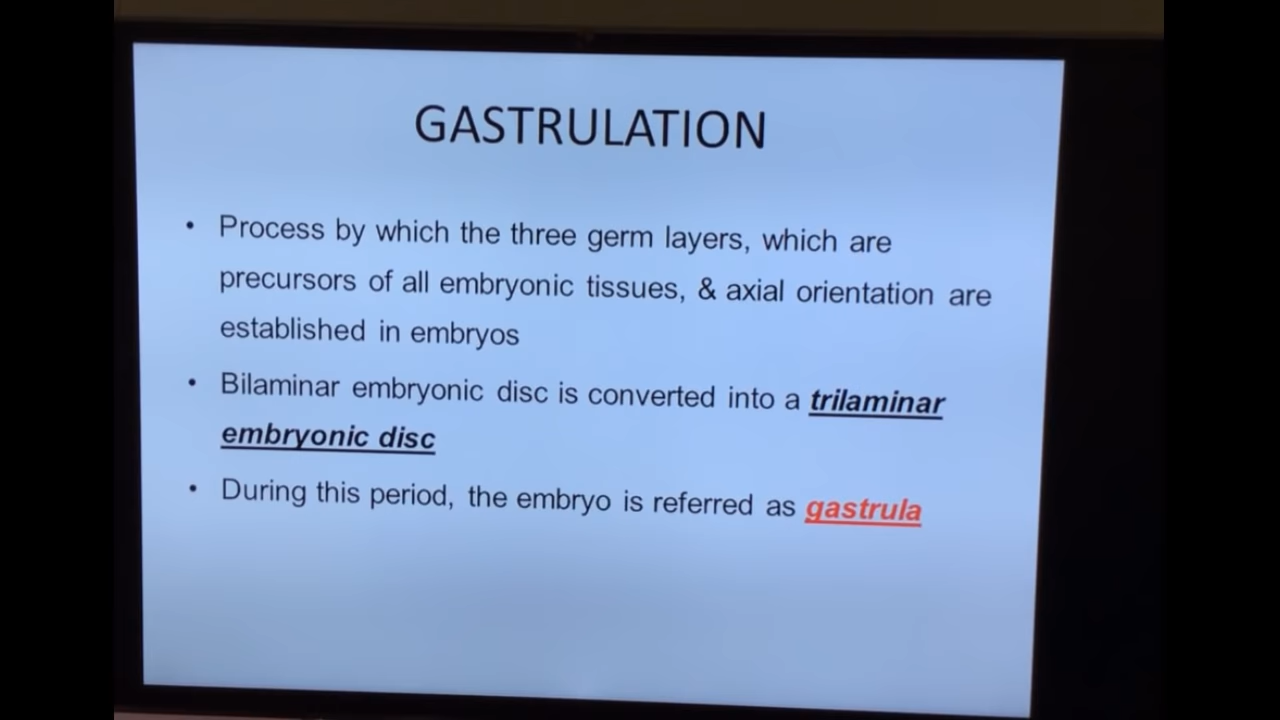 GASTRULATION
• Process by which the three germ layers, which are
precursors of all embryonic tissues, & axial orientation are
established in embryos
• Bilaminar embryonic disc is converted into a trilaminar
embryonic disc
• During this period, the embryo is referred as gastrula